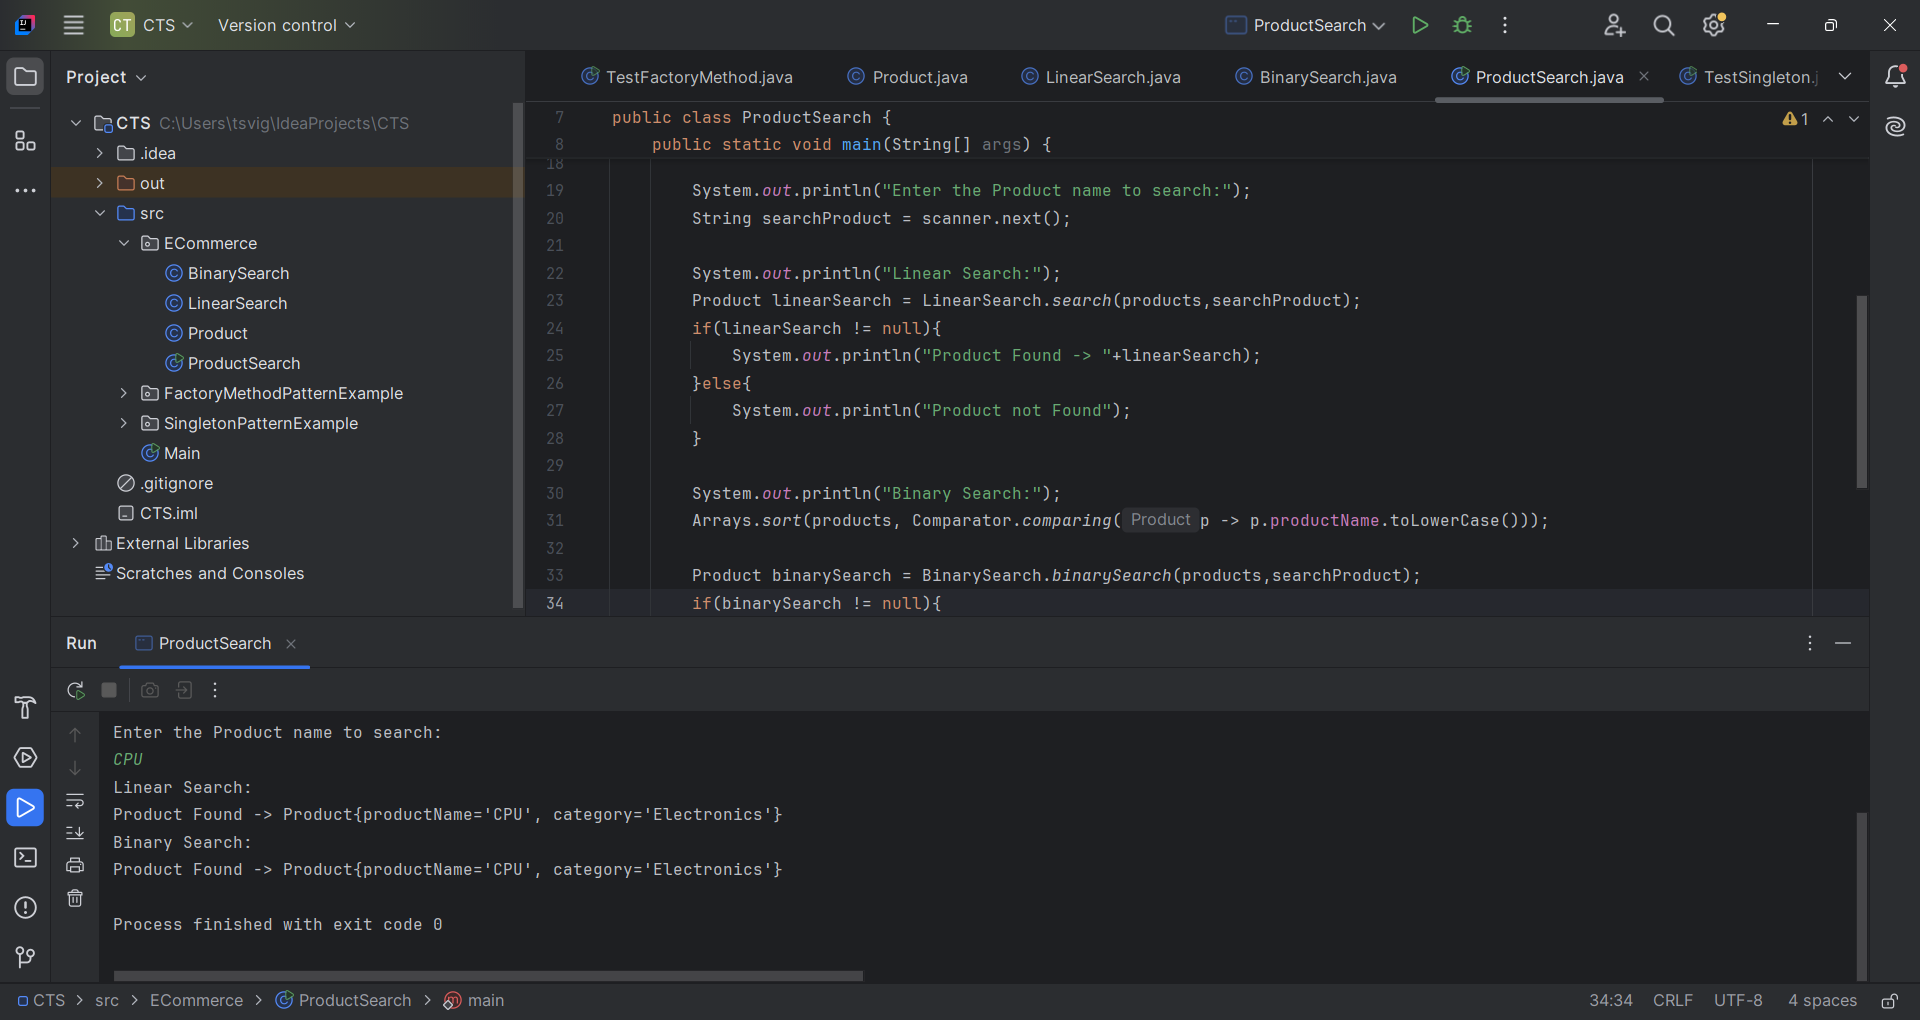 CT CTS Version control ProductSearch
Project
TestFactoryMethod.java Product.java LinearSearch.java BinarySearch.java ProductSearch.java TestSingleton.j
CTS C:\Users\tsvig\IdeaProjects\CTS
.idea
out
src
ECommerce
BinarySearch
LinearSearch
Product
ProductSearch
FactoryMethodPatternExample
SingletonPatternExample
Main
.gitignore
CTS.iml
External Libraries
Scratches and Consoles
7 public class ProductSearch {
1
8 public static void main(String[] args) {
18
19 System.out.println("Enter the Product name to search:");
20 String searchProduct = scanner.next();
21
22 System.out.println("Linear Search:");
23 Product linearSearch = LinearSearch.search(products,searchProduct);
24 if(linearSearch != null){
25 System.out.println("Product Found -> "+linearSearch);
26 }else{
27 System.out.println("Product not Found");
28 }
29
30 System.out.println("Binary Search:");
31 Arrays.sort(products, Comparator.comparing( Product p -> p.productName.toLowerCase()));
32
33 Product binarySearch = BinarySearch.binarySearch(products,searchProduct);
34 if(binarySearch != null){
Run ProductSearch
Enter the Product name to search:
CPU
Linear Search:
Product Found -> Product{productName='CPU', category='Electronics'}
Binary Search:
Product Found -> Product{productName='CPU', category='Electronics'}
Process finished with exit code 0
CTS > src > ECommerce > ProductSearch > main 34:34 CRLF UTF-8 4 spaces